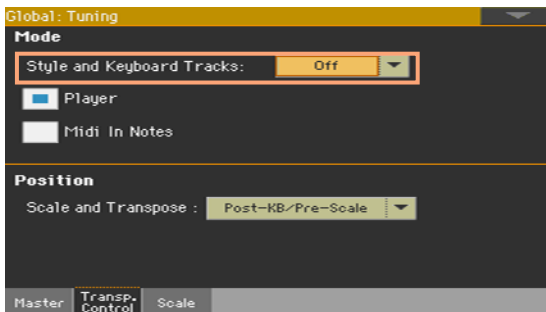 Global: Tuning
Mode
Style and Keyboard Tracks: Off
Player
Midi In Notes
Position
Scale and Transpose : Post-KB/Pre-Scale
Master Transp. Control Scale